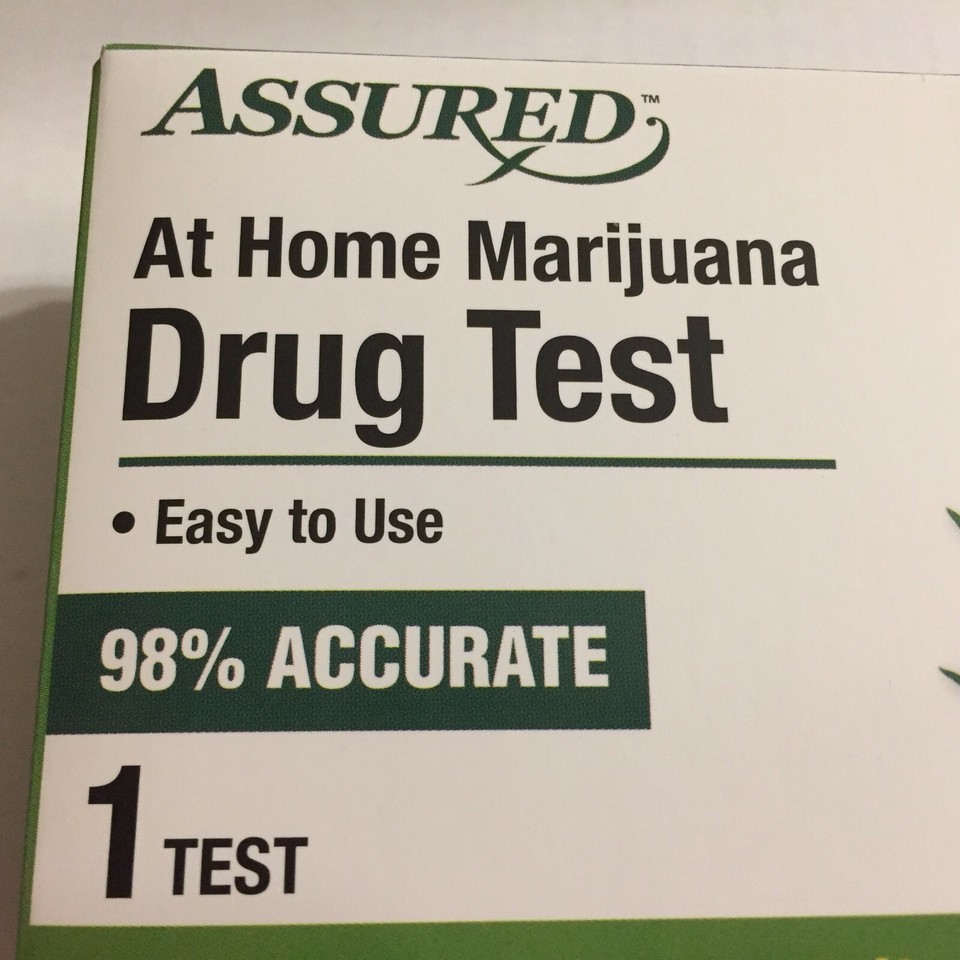 ASSURED™
At Home Marijuana
Drug Test
• Easy to Use
98% ACCURATE
1 TEST